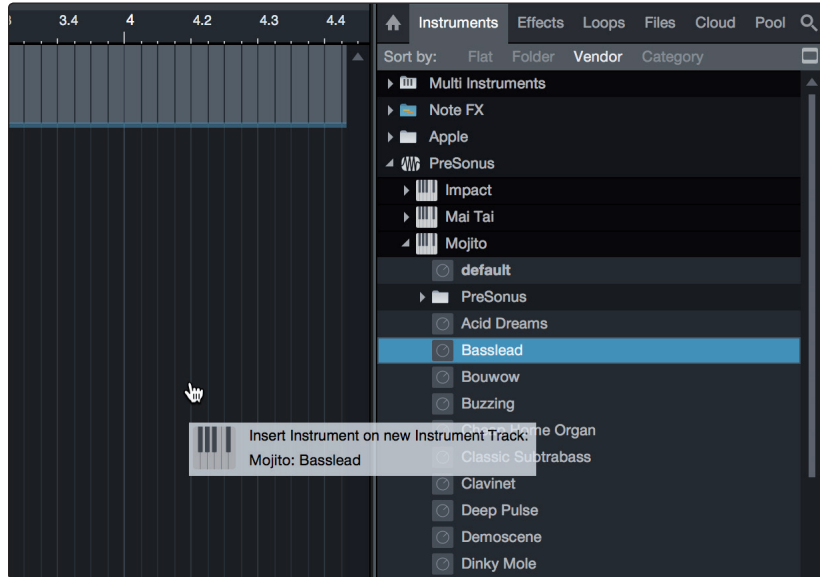 3.4 4 4.2 4.3 4.4
Instruments Effects Loops Files Cloud Pool
Sort by: Flat Folder Vendor Category
Multi Instruments
Note FX
Apple
PreSonus
Impact
Mai Tai
Mojito
default
PreSonus
Acid Dreams
Basslead
Bouwow
Buzzing
Insert Instrument on new Instrument Track:
Mojito: Basslead
Home Organ
Classic Subtrabass
Clavinet
Deep Pulse
Demoscene
Dinky Mole